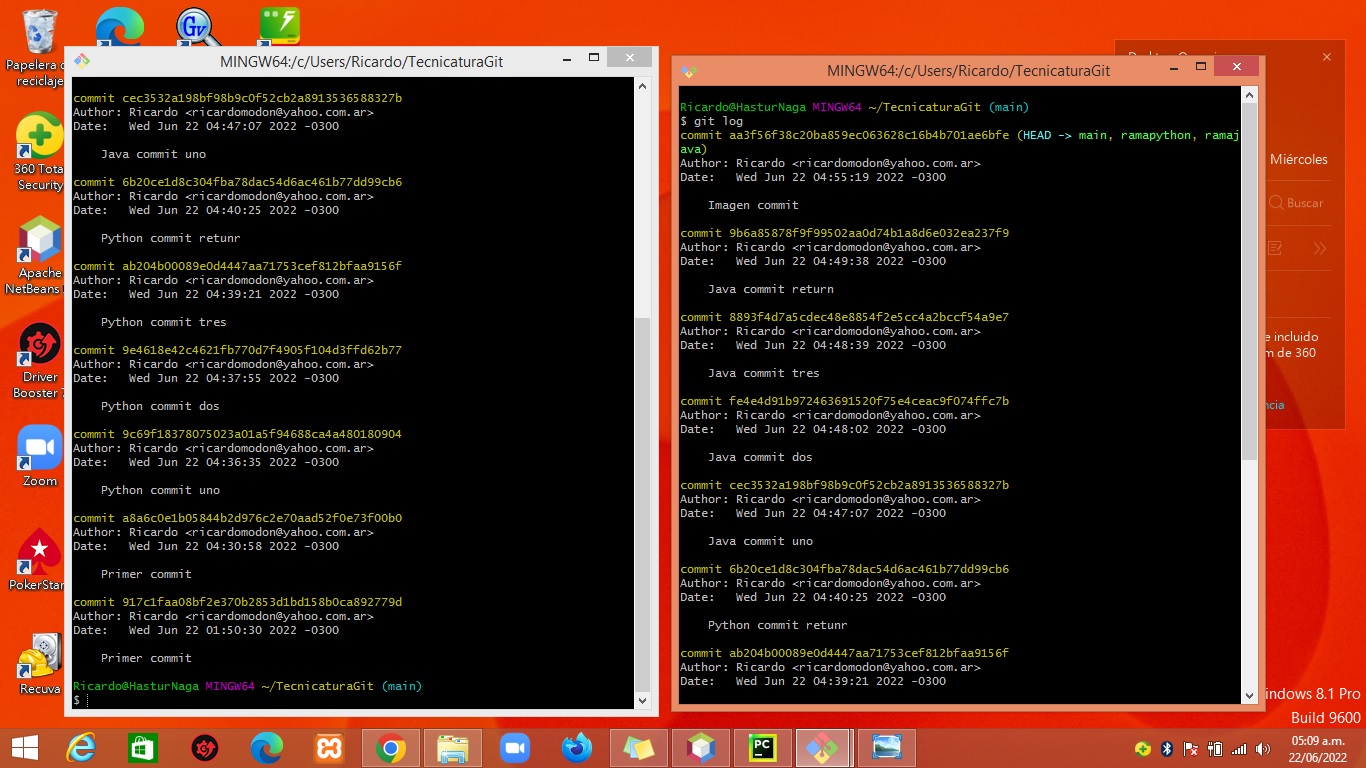 Papelera de
reciclaje
360 Total
Security
Apache
NetBeans
Driver
Booster
Zoom
PokerStar
Recuva
MINGW64:/c/Users/Ricardo/TecnicaturaGit
commit cec3532a198bf98b9c0f52cb2a8913536588327b
Author: Ricardo <ricardomodon@yahoo.com.ar>
Date:   Wed Jun 22 04:47:07 2022 -0300
Java commit uno
commit 6b20ce1d8c304fba78dac54d6ac461b77dd99cb6
Author: Ricardo <ricardomodon@yahoo.com.ar>
Date:   Wed Jun 22 04:40:25 2022 -0300
Python commit retunr
commit ab204b00089e0d4447aa71753cef812bfaa9156f
Author: Ricardo <ricardomodon@yahoo.com.ar>
Date:   Wed Jun 22 04:39:21 2022 -0300
Python commit tres
commit 9e4618e42c4621fb770d7f4905f104d3ffd62b77
Author: Ricardo <ricardomodon@yahoo.com.ar>
Date:   Wed Jun 22 04:37:55 2022 -0300
Python commit dos
commit 9c69f18378075023a01a5f94688ca4a480180904
Author: Ricardo <ricardomodon@yahoo.com.ar>
Date:   Wed Jun 22 04:36:35 2022 -0300
Python commit uno
commit a8a6c0e1b05844b2d976c2e70aad52f0e73f00b0
Author: Ricardo <ricardomodon@yahoo.com.ar>
Date:   Wed Jun 22 04:30:58 2022 -0300
Primer commit
commit 917c1faa08bf2e370b2853d1bd158b0ca892779d
Author: Ricardo <ricardomodon@yahoo.com.ar>
Date:   Wed Jun 22 01:50:30 2022 -0300
Primer commit
Ricardo@HasturNaga MINGW64 ~/TecnicaturaGit (main)
$
MINGW64:/c/Users/Ricardo/TecnicaturaGit
Ricardo@HasturNaga MINGW64 ~/TecnicaturaGit (main)
$ git log
commit aa3f56f38c20ba859ec063628c16b4b701ae6bfe (HEAD -> main, ramapython, ramaj
ava)
Author: Ricardo <ricardomodon@yahoo.com.ar>
Date:   Wed Jun 22 04:55:19 2022 -0300
Imagen commit
commit 9b6a85878f9f99502aa0d74b1a8d6e032ea237f9
Author: Ricardo <ricardomodon@yahoo.com.ar>
Date:   Wed Jun 22 04:49:38 2022 -0300
Java commit return
commit 8893f4d7a5cdec48e8854f2e5cc4a2bccf54a9e7
Author: Ricardo <ricardomodon@yahoo.com.ar>
Date:   Wed Jun 22 04:48:39 2022 -0300
Java commit tres
commit fe4e4d91b972463691520f75e4ceac9f074ffc7b
Author: Ricardo <ricardomodon@yahoo.com.ar>
Date:   Wed Jun 22 04:48:02 2022 -0300
Java commit dos
commit cec3532a198bf98b9c0f52cb2a8913536588327b
Author: Ricardo <ricardomodon@yahoo.com.ar>
Date:   Wed Jun 22 04:47:07 2022 -0300
Java commit uno
commit 6b20ce1d8c304fba78dac54d6ac461b77dd99cb6
Author: Ricardo <ricardomodon@yahoo.com.ar>
Date:   Wed Jun 22 04:40:25 2022 -0300
Python commit retunr
commit ab204b00089e0d4447aa71753cef812bfaa9156f
Author: Ricardo <ricardomodon@yahoo.com.ar>
Date:   Wed Jun 22 04:39:21 2022 -0300
Miércoles
Buscar
e incluido
m de 360
ncia
indows 8.1 Pro
Build 9600
05:09 a.m.
22/06/2022